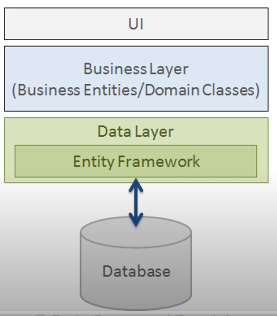 UI
Business Layer
(Business Entities/Domain Classes)
Data Layer
Entity Framework
Database